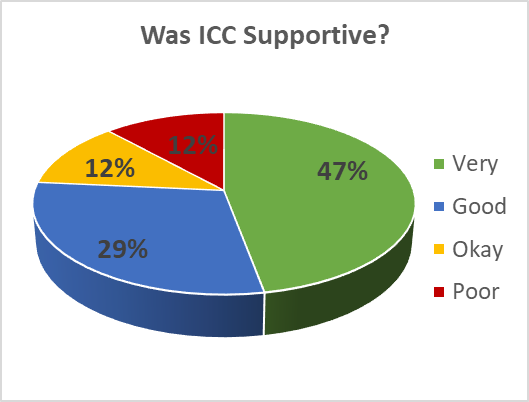 Was ICC Supportive?
12%
47%
12%
29%
Very
Good
Okay
Poor